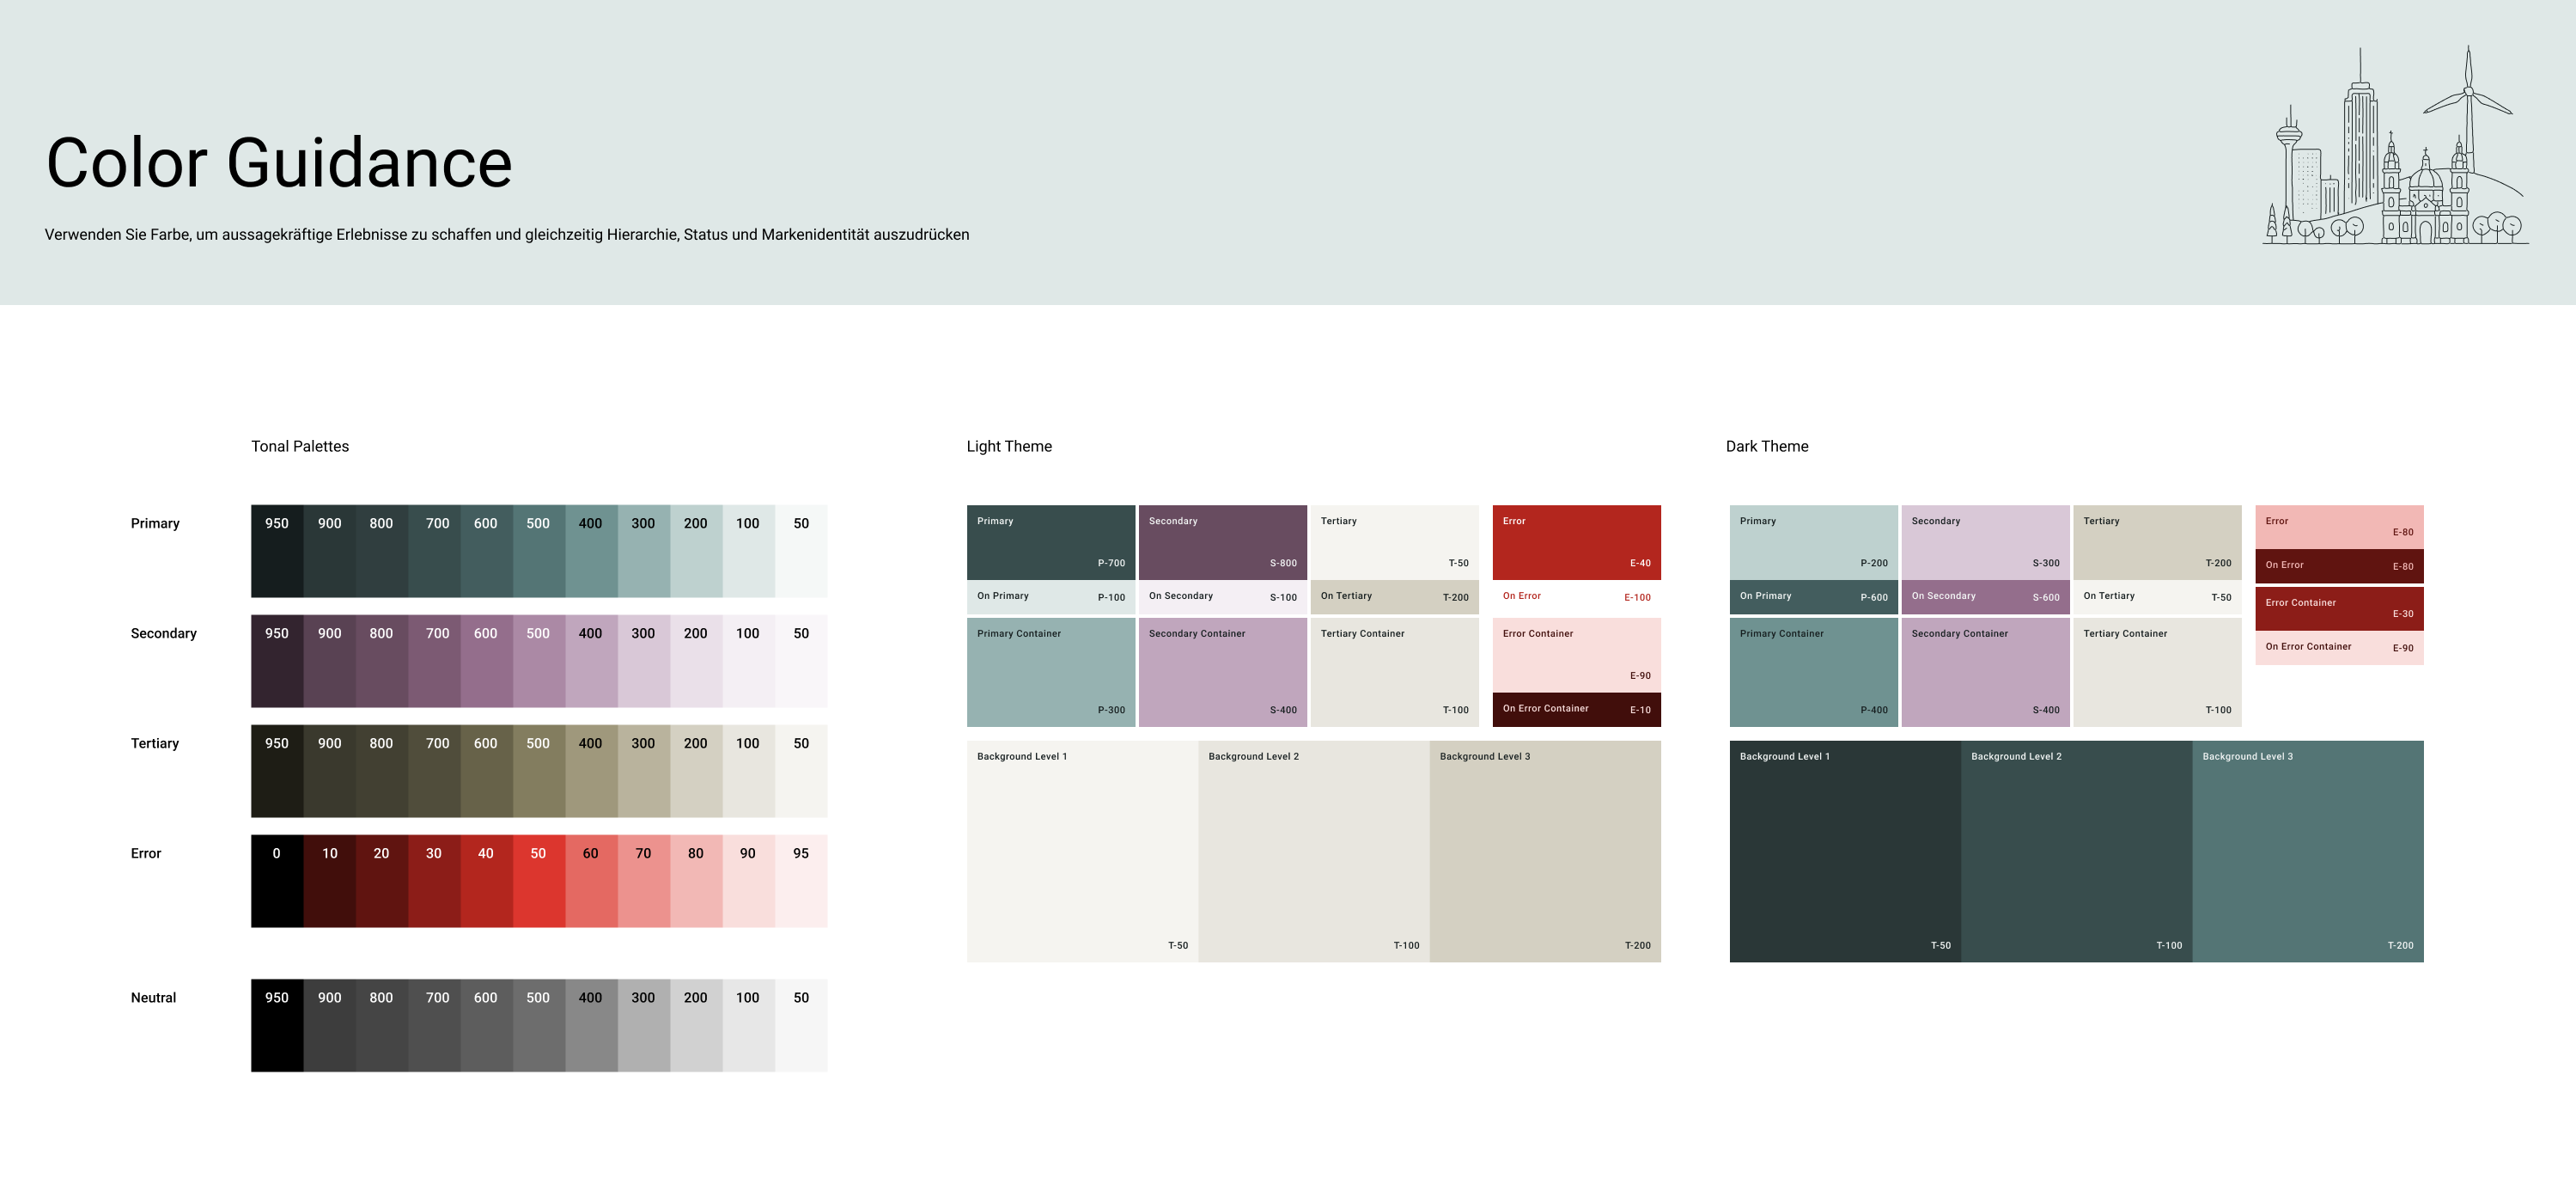 Color Guidance
Verwenden Sie Farbe, um aussagekräftige Erlebnisse zu schaffen und gleichzeitig Hierarchie, Status und Markenidentität auszudrücken
Tonal Palettes
Primary
950 900 800 700 600 500 400 300 200 100 50
Secondary
950 900 800 700 600 500 400 300 200 100 50
Tertiary
950 900 800 700 600 500 400 300 200 100 50
Error
0 10 20 30 40 50 60 70 80 90 95
Neutral
950 900 800 700 600 500 400 300 200 100 50
Light Theme
Primary
P-700
Secondary
S-800
Tertiary
T-50
Error
E-40
On Primary P-100
On Secondary S-100
On Tertiary T-200
On Error E-100
Primary Container
P-300
Secondary Container
S-400
Tertiary Container
T-100
Error Container
E-90
On Error Container E-10
Background Level 1
T-50
Background Level 2
T-100
Background Level 3
T-200
Dark Theme
Primary
P-200
Secondary
S-300
Tertiary
T-200
Error
E-80
On Error E-80
On Primary P-600
On Secondary S-600
On Tertiary T-50
Error Container
E-30
On Error Container E-90
Primary Container
P-400
Secondary Container
S-400
Tertiary Container
T-100
Background Level 1
T-50
Background Level 2
T-100
Background Level 3
T-200